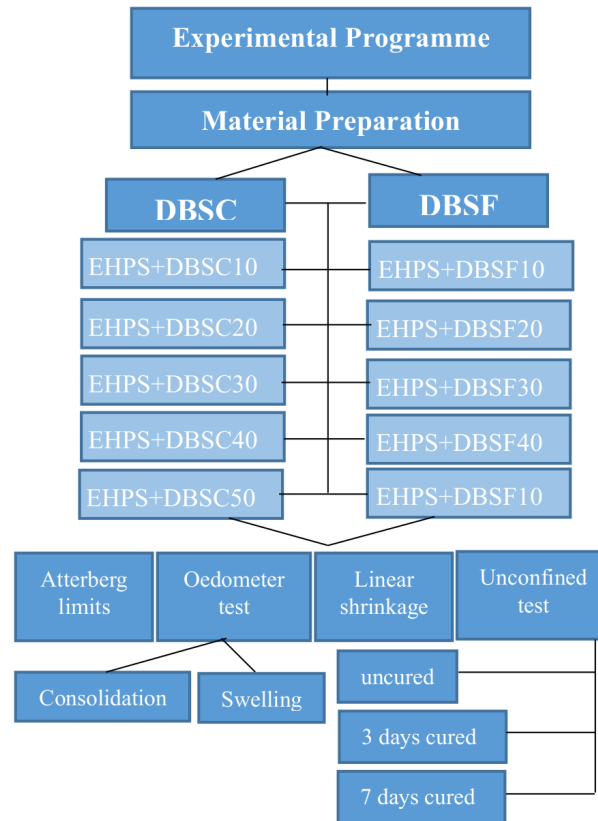 Experimental Programme
Material Preparation
DBSC
DBSF
EHPS+DBSC10
EHPS+DBSF10
EHPS+DBSC20
EHPS+DBSF20
EHPS+DBSC30
EHPS+DBSF30
EHPS+DBSC40
EHPS+DBSF40
EHPS+DBSC50
EHPS+DBSF10
Atterberg
limits
Oedometer
test
Linear
shrinkage
Unconfined
test
Consolidation
Swelling
uncured
3 days cured
7 days cured